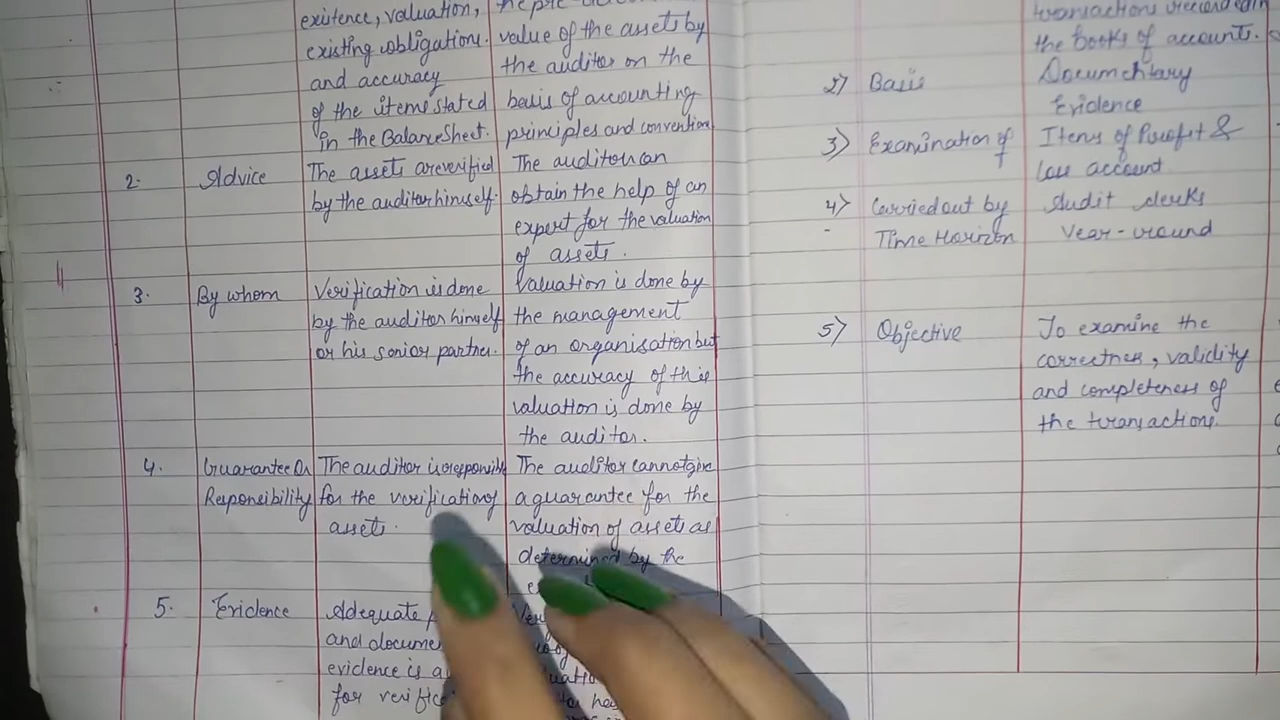 existence, valuation,
existing obligations.
and accuracy
of the items stated
in the Balance Sheet.
value of the assets by
the auditor on the
basis of accounting
principles and convention
2. Advice
The assets are verified
by the auditor himself.
The auditor can
obtain the help of an
expert for the valuation
of assets.
3. By whom
Verification is done
by the auditor himself
or his senior partner.
Valuation is done by
the management
of an organisation but
the accuracy of this
valuation is done by
the auditor.
4. Guarantee Or
Responsibility
The auditor is responsible
for the verification of
assets.
The auditor cannot give
a guarantee for the
valuation of asset as
determined by the
5. Evidence
Adequate
and
evidence is
for
transactions recorded in
the books of accounts.
2) Basis
Documentary
Evidence
3) Examination of
Items of Profit &
Loss account
4) Carried out by
Time Horizon
Audit clerks
Year-round
5) Objective
To examine the
correctness, validity
and completeness of
the transactions.